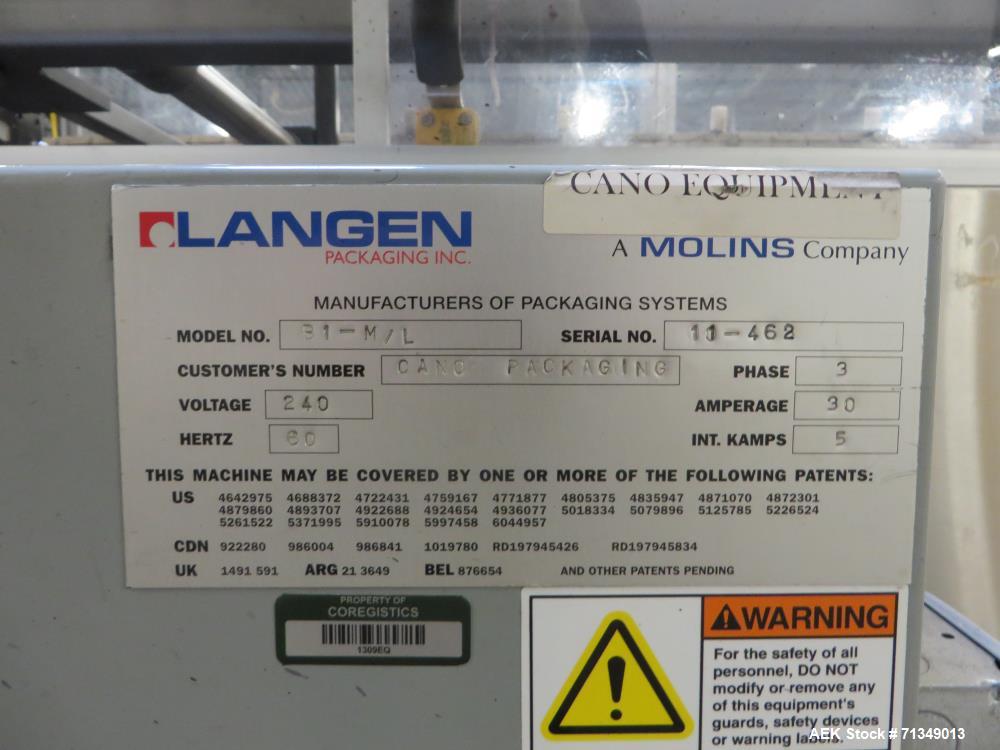 CANO EQUIPMENT
LANGEN
PACKAGING INC.
A MOLINS Company
MANUFACTURERS OF PACKAGING SYSTEMS
MODEL NO. B1-M/L SERIAL NO. 11-462
CUSTOMER'S NUMBER CANO PACKAGING PHASE 3
VOLTAGE 240 AMPERAGE 30
HERTZ 60 INT. KAMPS 5
THIS MACHINE MAY BE COVERED BY ONE OR MORE OF THE FOLLOWING PATENTS:
US 4642975 4688372 4722431 4759167 4771877 4805375 4835947 4871070 4872301
4879860 4893707 4922688 4924654 4936077 5018334 5079896 5125785 5226524
5261522 5371995 5910078 5997458 6044957
CDN 922280 986004 986841 1019780 RD197945426 RD197945834
UK 1491 591 ARG 21 3649 BEL 876654 AND OTHER PATENTS PENDING
PROPERTY OF
COREGISTICS
1309EQ
WARNING
For the safety of all
personnel, DO NOT
modify or remove any
of this equipment's
guards, safety devices
or warning labels.
AEK Stock # 71349013